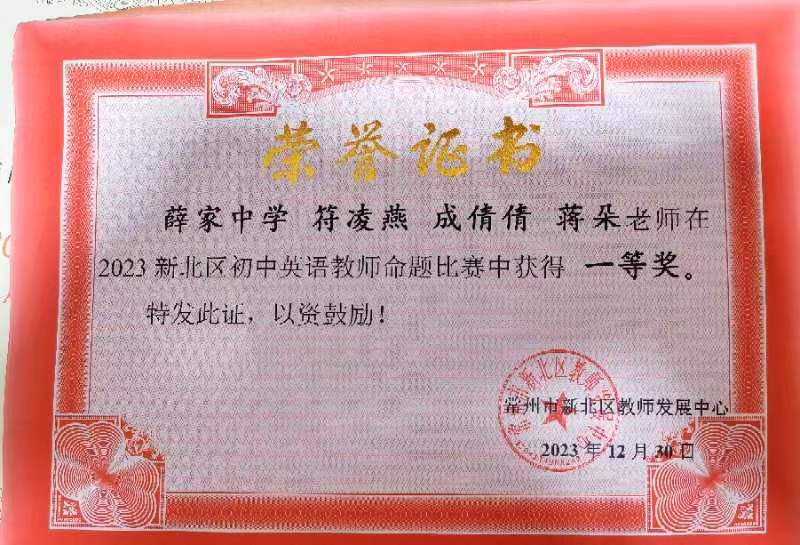 荣誉证书
薛家中学 符凌燕 成倩倩 蒋朵老师在
2023新北区初中英语教师命题比赛中获得 一等奖。
特发此证，以资鼓励！
常州市新北区教师发展中心
2023年12月30日